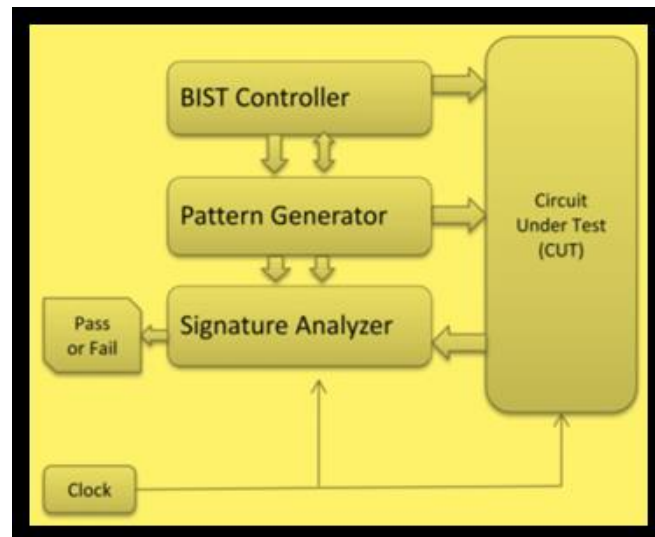 BIST Controller
Pattern Generator
Circuit
Under Test
(CUT)
Signature Analyzer
Pass
or Fail
Clock